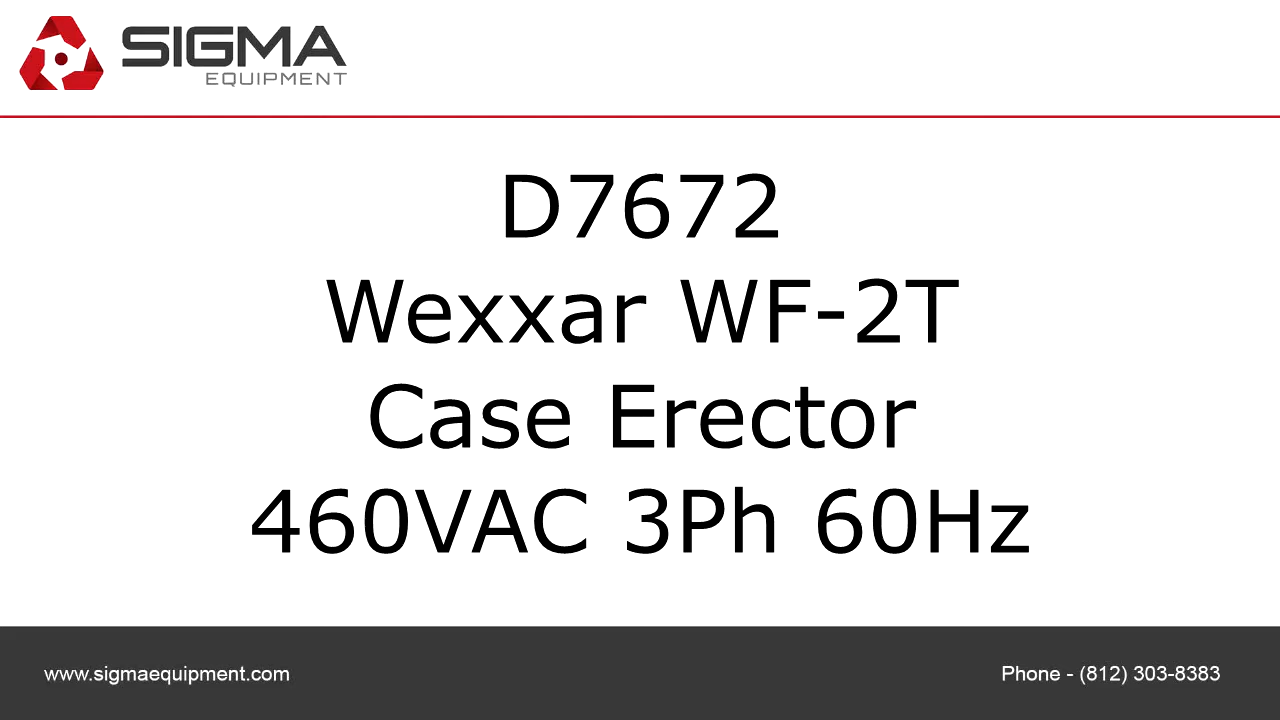 SIGMA
EQUIPMENT
D7672
Wexxar WF-2T
Case Erector
460VAC 3Ph 60Hz
www.sigmaequipment.com
Phone - (812) 303-8383